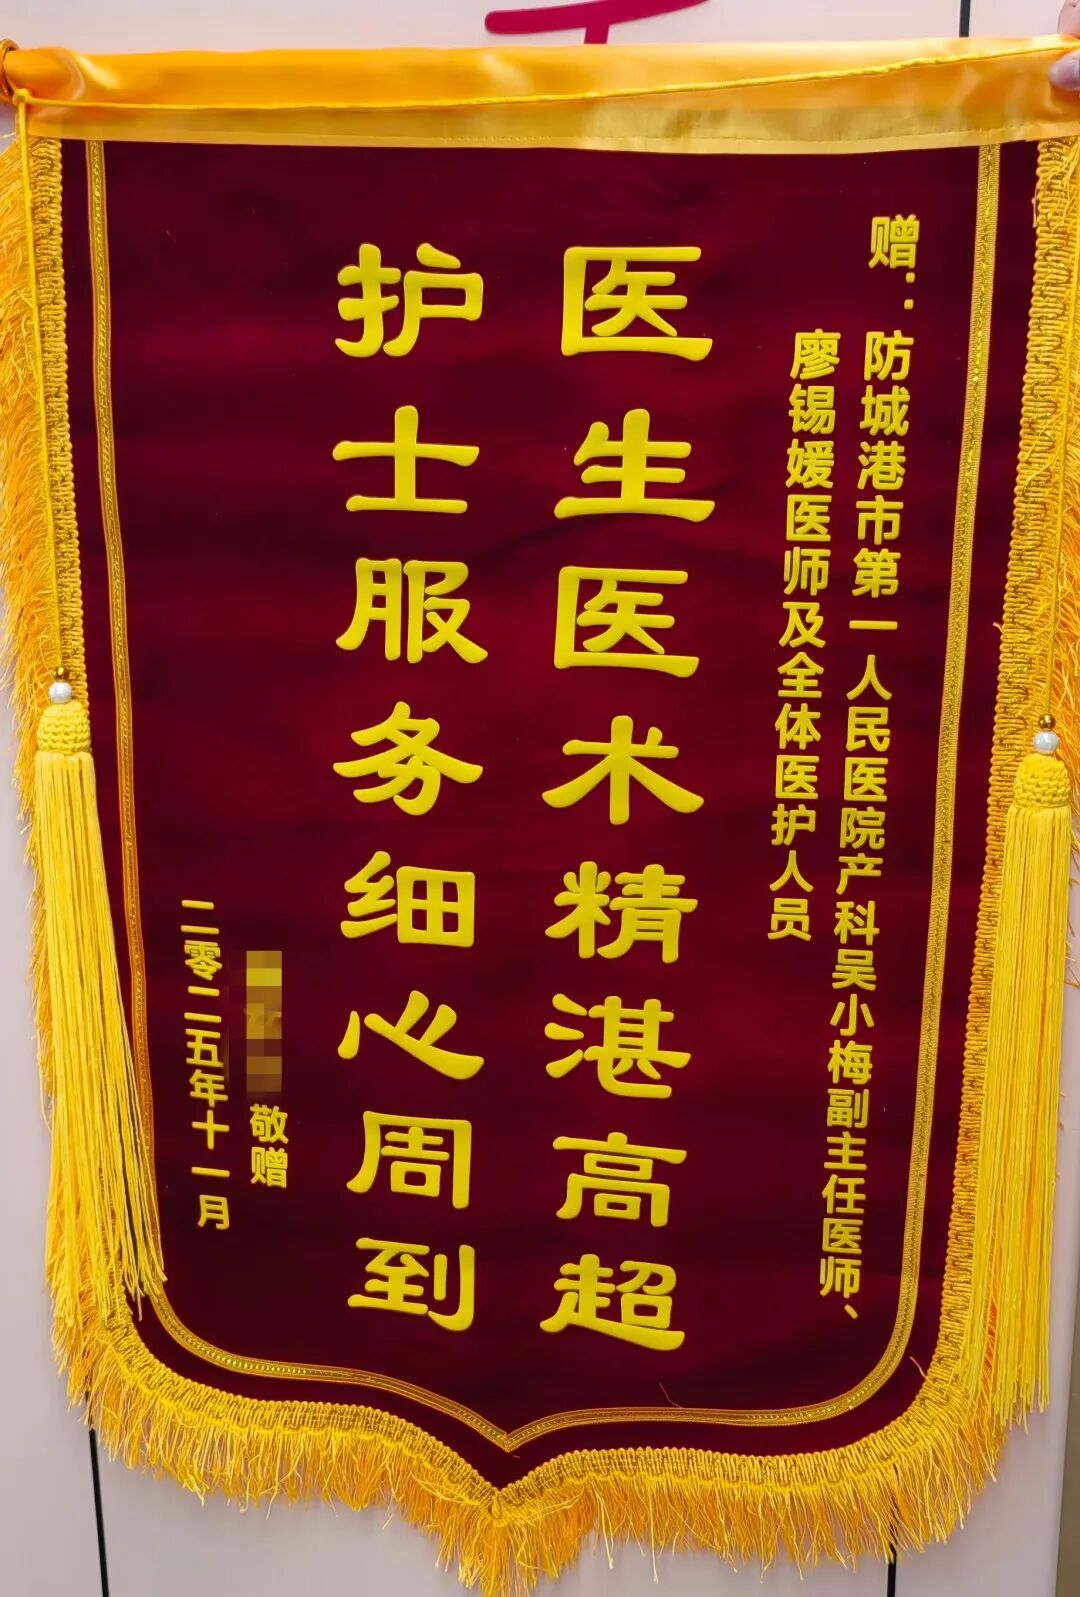 赠：防城港市第一人民医院产科吴小梅副主任医师、
廖锡媛医师及全体医护人员
医生医术精湛高超
护士服务细心周到
敬赠
二零二五年十一月